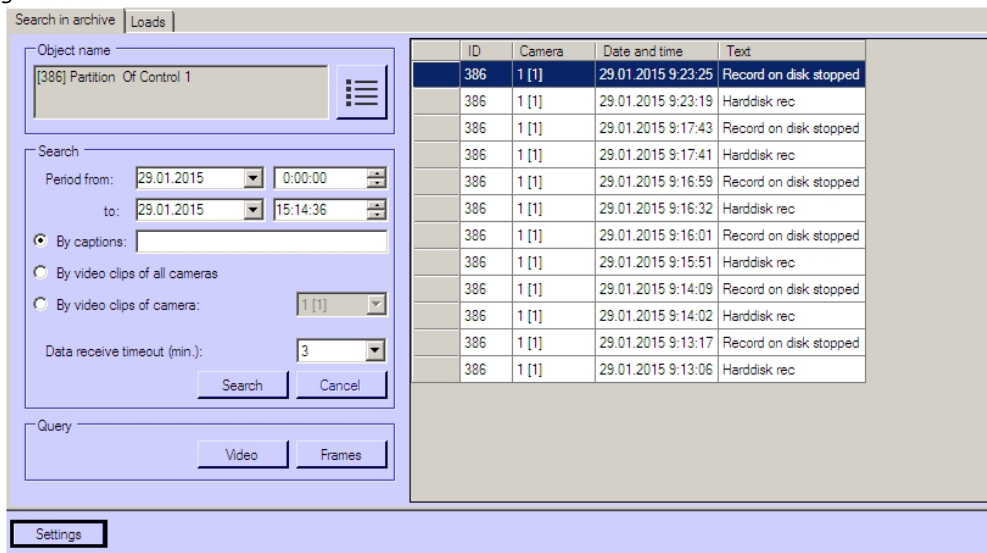 Search in archive
Loads
Object name
[386] Partition Of Control 1
Search
Period from: 29.01.2015 0:00:00
to: 29.01.2015 15:14:36
By captions:
By video clips of all cameras
By video clips of camera: 1 [1]
Data receive timeout (min.): 3
Search Cancel
Query
Video Frames
ID Camera Date and time Text
386 1 [1] 29.01.2015 9:23:25 Record on disk stopped
386 1 [1] 29.01.2015 9:23:19 Harddisk rec
386 1 [1] 29.01.2015 9:17:43 Record on disk stopped
386 1 [1] 29.01.2015 9:17:41 Harddisk rec
386 1 [1] 29.01.2015 9:16:59 Record on disk stopped
386 1 [1] 29.01.2015 9:16:32 Harddisk rec
386 1 [1] 29.01.2015 9:16:01 Record on disk stopped
386 1 [1] 29.01.2015 9:15:51 Harddisk rec
386 1 [1] 29.01.2015 9:14:09 Record on disk stopped
386 1 [1] 29.01.2015 9:14:02 Harddisk rec
386 1 [1] 29.01.2015 9:13:17 Record on disk stopped
386 1 [1] 29.01.2015 9:13:06 Harddisk rec
Settings